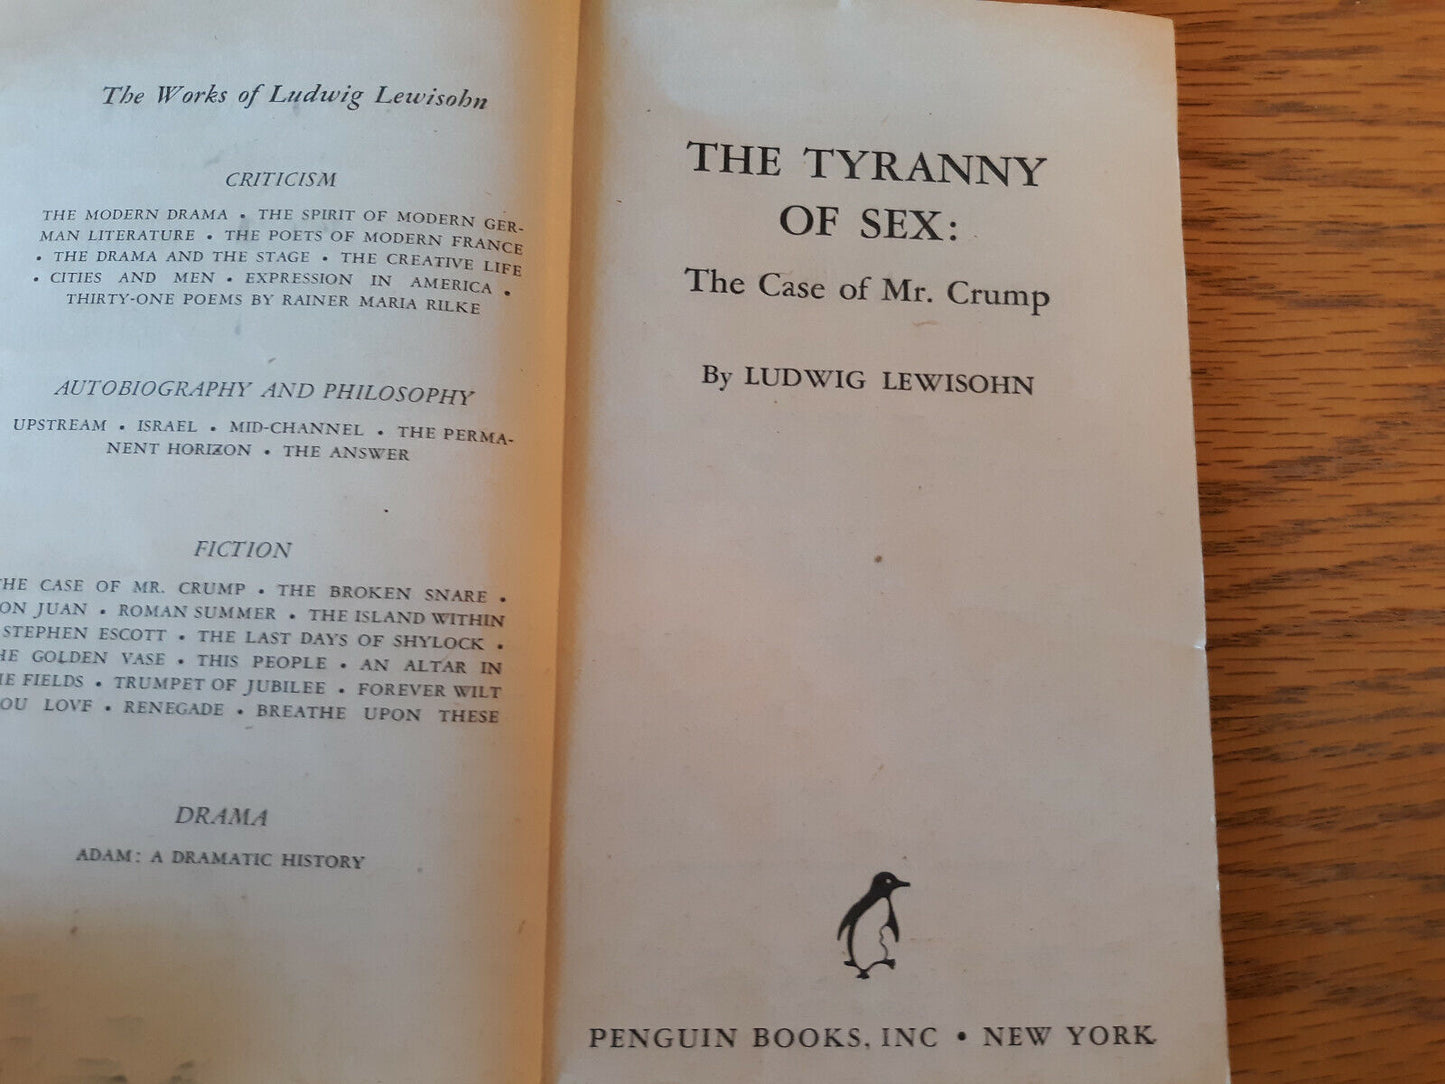 The Works of Ludwig Lewisohn
CRITICISM
THE MODERN DRAMA • THE SPIRIT OF MODERN GER-
MAN LITERATURE • THE POETS OF MODERN FRANCE
• THE DRAMA AND THE STAGE • THE CREATIVE LIFE
• CITIES AND MEN • EXPRESSION IN AMERICA •
THIRTY-ONE POEMS BY RAINER MARIA RILKE
AUTOBIOGRAPHY AND PHILOSOPHY
UPSTREAM • ISRAEL • MID-CHANNEL • THE PERMA-
NENT HORIZON • THE ANSWER
FICTION
HE CASE OF MR. CRUMP • THE BROKEN SNARE •
ON JUAN • ROMAN SUMMER • THE ISLAND WITHIN
STEPHEN ESCOTT • THE LAST DAYS OF SHYLOCK •
HE GOLDEN VASE • THIS PEOPLE • AN ALTAR IN
HE FIELDS • TRUMPET OF JUBILEE • FOREVER WILT
OU LOVE • RENEGADE • BREATHE UPON THESE
DRAMA
ADAM: A DRAMATIC HISTORY
THE TYRANNY
OF SEX:
The Case of Mr. Crump
By LUDWIG LEWISOHN
PENGUIN BOOKS, INC • NEW YORK